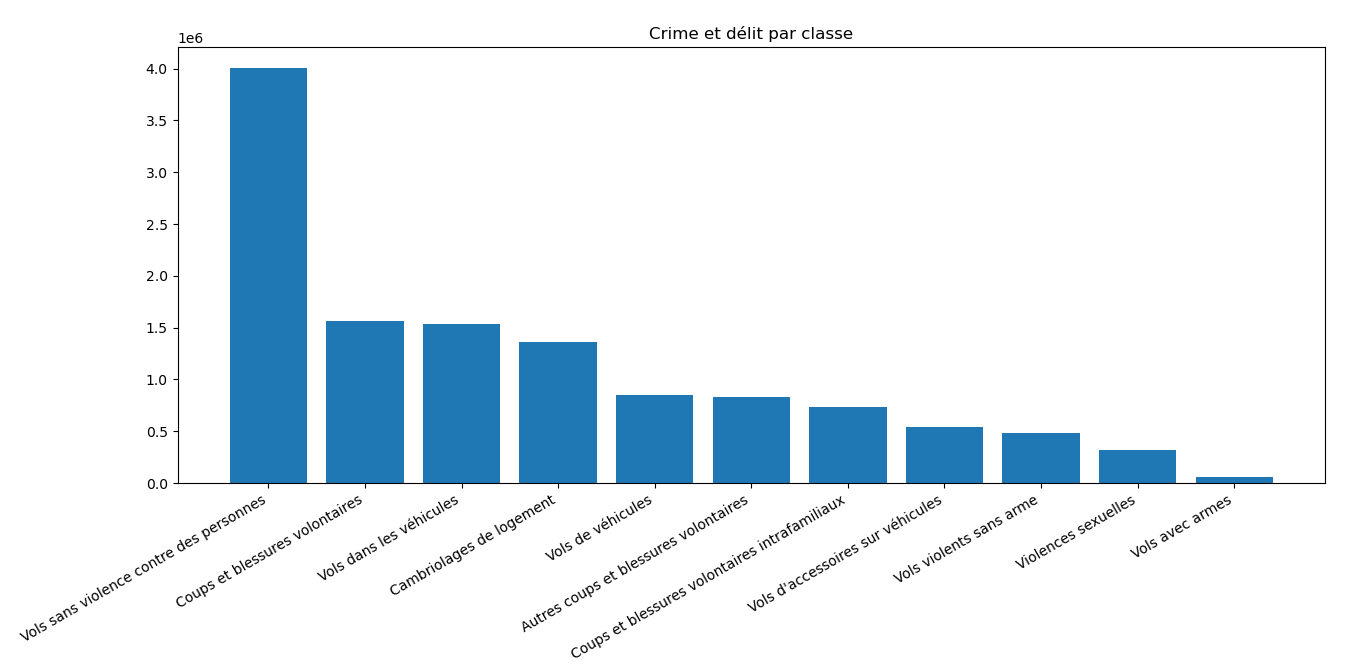 Crime et délit par classe
1e6
4.0
3.5
3.0
2.5
2.0
1.5
1.0
0.5
0.0
Vols sans violence contre des personnes
Coups et blessures volontaires
Vols dans les véhicules
Cambriolages de logement
Vols de véhicules
Autres coups et blessures volontaires
Coups et blessures volontaires intrafamiliaux
Vols d'accessoires sur véhicules
Vols violents sans arme
Violences sexuelles
Vols avec armes